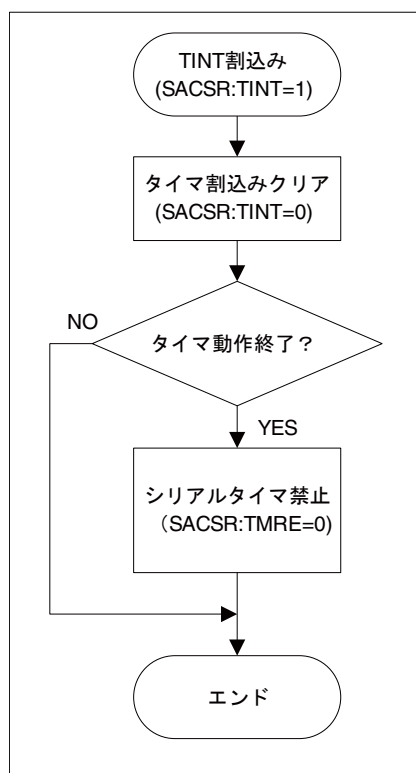 TINT割込み
(SACSR:TINT=1)
タイマ割込みクリア
(SACSR:TINT=0)
タイマ動作終了？
NO
YES
シリアルタイマ禁止
（SACSR:TMRE=0)
エンド